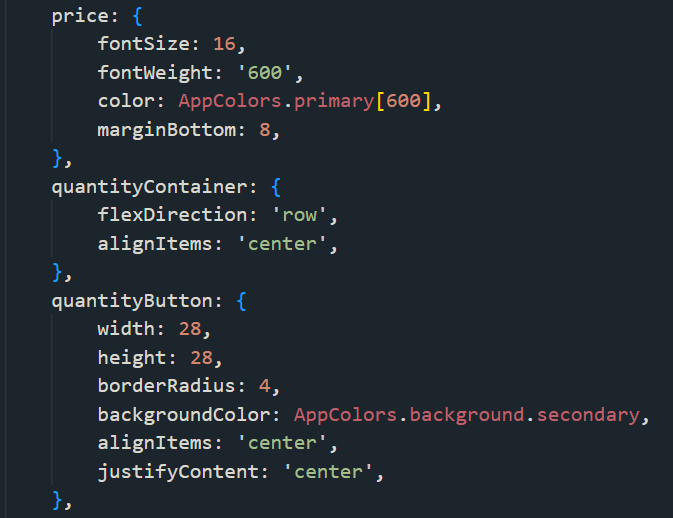 price: {
fontSize: 16,
fontWeight: '600',
color: AppColors.primary[600],
marginBottom: 8,
},
quantityContainer: {
flexDirection: 'row',
alignItems: 'center',
},
quantityButton: {
width: 28,
height: 28,
borderRadius: 4,
backgroundColor: AppColors.background.secondary,
alignItems: 'center',
justifyContent: 'center',
},